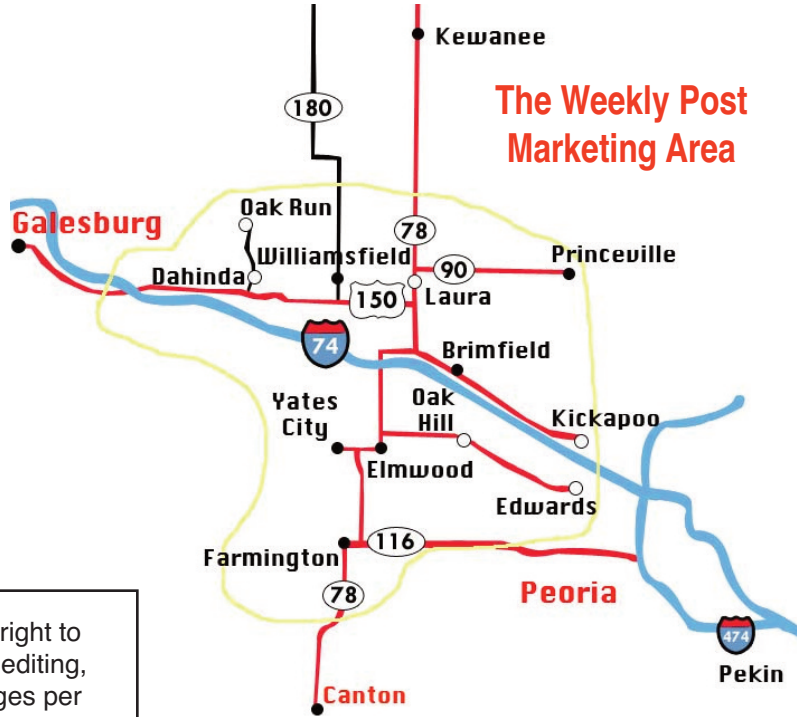 Kewanee
The Weekly Post
Marketing Area
180
Oak Run
Galesburg
78
Williamsfield
Princeville
90
Dahinda
150
Laura
74
Brimfield
Yates
City
Oak
Hill
Kickapoo
Elmwood
Edwards
Farmington
116
78
Peoria
474
Pekin
Canton
right to
editing,
ges per